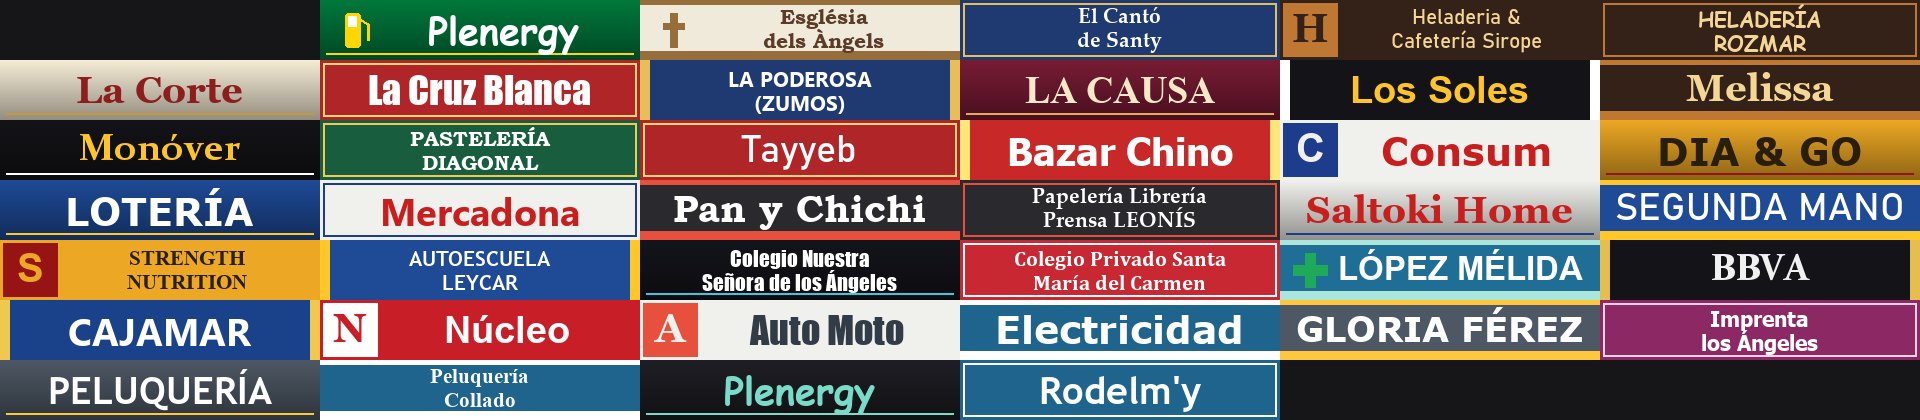 Plenergy
Església
dels Àngels
El Cantó
de Santy
H
Heladeria &
Cafetería Sirope
HELADERÍA
ROZMAR
La Corte
La Cruz Blanca
LA PODEROSA
(ZUMOS)
LA CAUSA
Los Soles
Melissa
Monóver
PASTELERÍA
DIAGONAL
Tayyeb
Bazar Chino
C
Consum
DIA & GO
LOTERÍA
Mercadona
Pan y Chichi
Papelería Librería
Prensa LEONÍS
Saltoki Home
SEGUNDA MANO
S
STRENGTH
NUTRITION
AUTOESCUELA
LEYCAR
Colegio Nuestra
Señora de los Ángeles
Colegio Privado Santa
María del Carmen
LÓPEZ MÉLIDA
BBVA
CAJAMAR
N
Núcleo
A
Auto Moto
Electricidad
GLORIA FÉREZ
Imprenta
los Ángeles
PELUQUERÍA
Peluquería
Collado
Plenergy
Rodelm'y